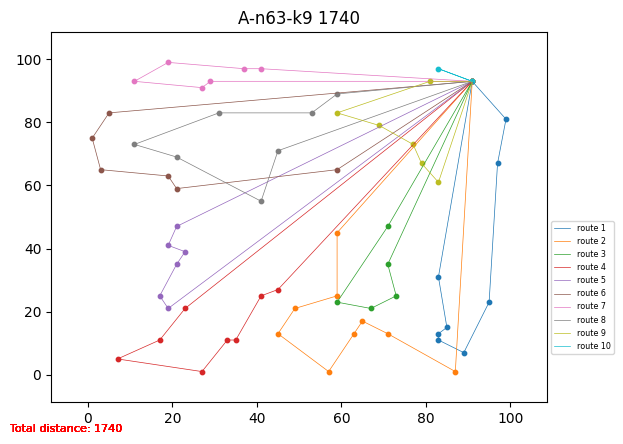 A-n63-k9 1740
100
80
60
40
20
0
0 20 40 60 80 100
route 1
route 2
route 3
route 4
route 5
route 6
route 7
route 8
route 9
route 10
Total distance: 1740